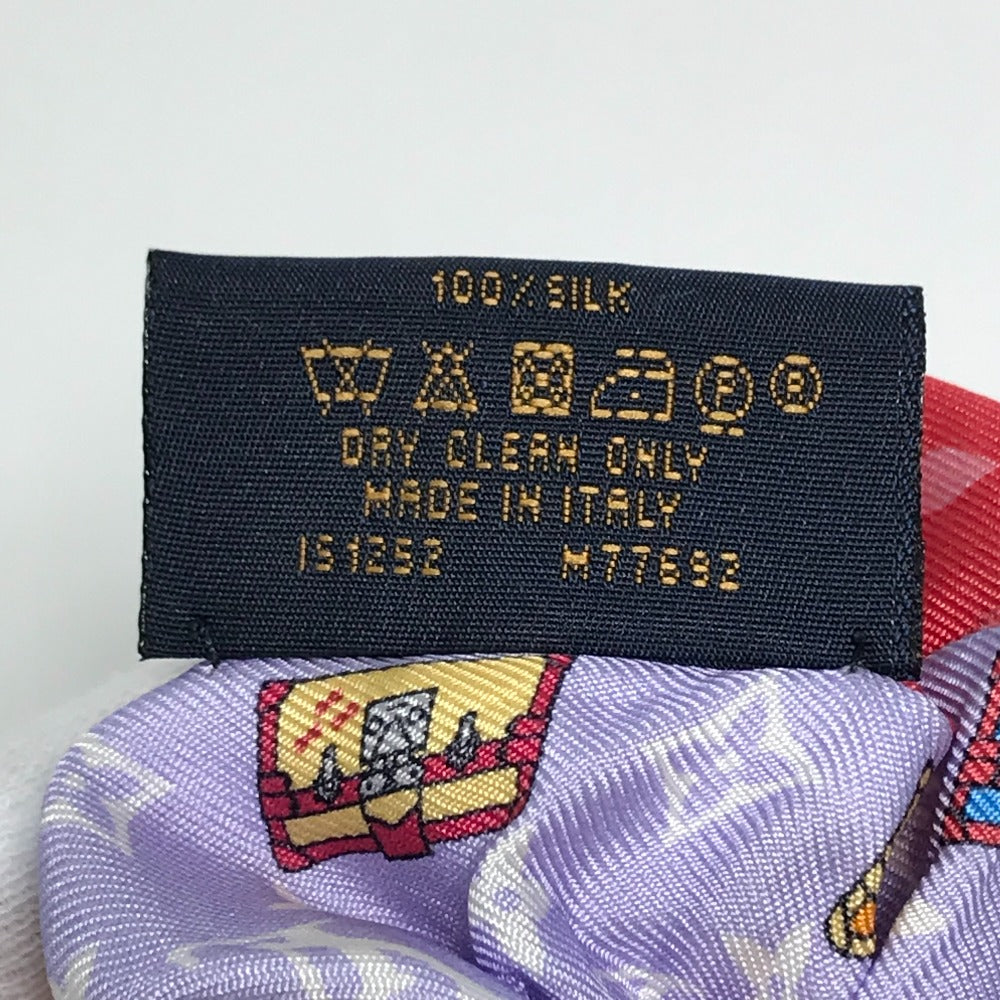 100% SILK
P R
DRY CLEAN ONLY
MADE IN ITALY
IS1252 M77692